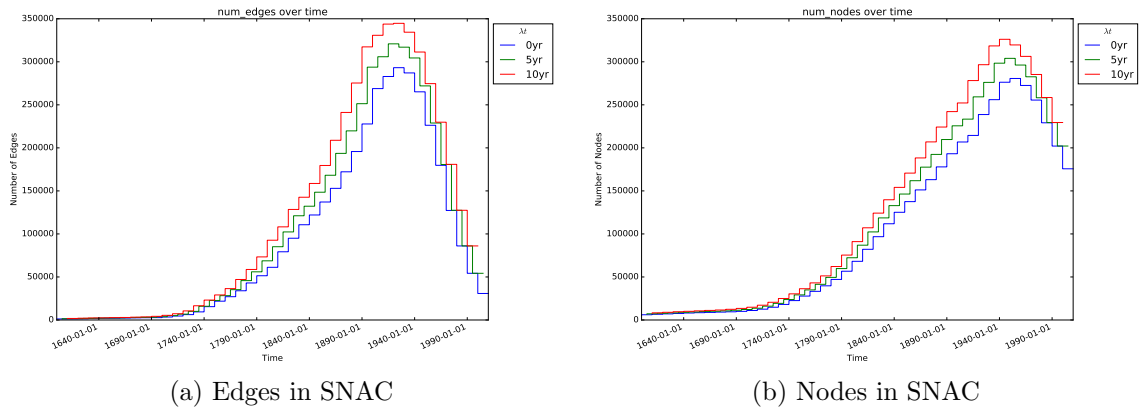 num_edges over time
350000
300000
250000
200000
150000
100000
50000
0
Number of Edges
1640-01-01
1690-01-01
1740-01-01
1790-01-01
1840-01-01
1890-01-01
1940-01-01
1990-01-01
Time
λt
0yr
5yr
10yr
(a) Edges in SNAC
num_nodes over time
350000
300000
250000
200000
150000
100000
50000
0
Number of Nodes
1640-01-01
1690-01-01
1740-01-01
1790-01-01
1840-01-01
1890-01-01
1940-01-01
1990-01-01
Time
λt
0yr
5yr
10yr
(b) Nodes in SNAC